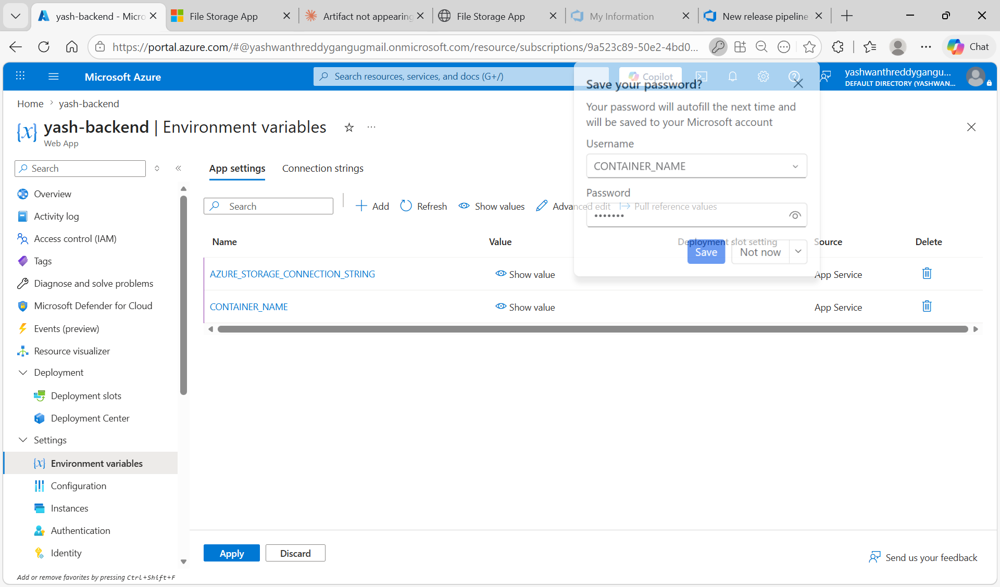 yash-backend - Micro
File Storage App
Artifact not appearing
File Storage App
My Information
New release pipeline
https://portal.azure.com/#@yashwanthreddygangugmail.onmicrosoft.com/resource/subscriptions/9a523c89-50e2-4bd0...
Chat
Microsoft Azure
Search resources, services, and docs (G+/)
Copilot
yashwanthreddygangu...
DEFAULT DIRECTORY (YASHWAN...
Home
yash-backend
yash-backend | Environment variables
Web App
Save your password?
Your password will autofill the next time and
will be saved to your Microsoft account
Username
CONTAINER_NAME
Password
•••••••
Save
Not now
Search
App settings
Connection strings
Search
Add
Refresh
Show values
Advanced edit
Pull reference values
Name
Value
Deployment slot setting
Source
Delete
AZURE_STORAGE_CONNECTION_STRING
Show value
App Service
CONTAINER_NAME
Show value
App Service
Overview
Activity log
Access control (IAM)
Tags
Diagnose and solve problems
Microsoft Defender for Cloud
Events (preview)
Resource visualizer
Deployment
Deployment slots
Deployment Center
Settings
Environment variables
Configuration
Instances
Authentication
Identity
Add or remove favorites by pressing Ctrl+Shift+F
Apply
Discard
Send us your feedback